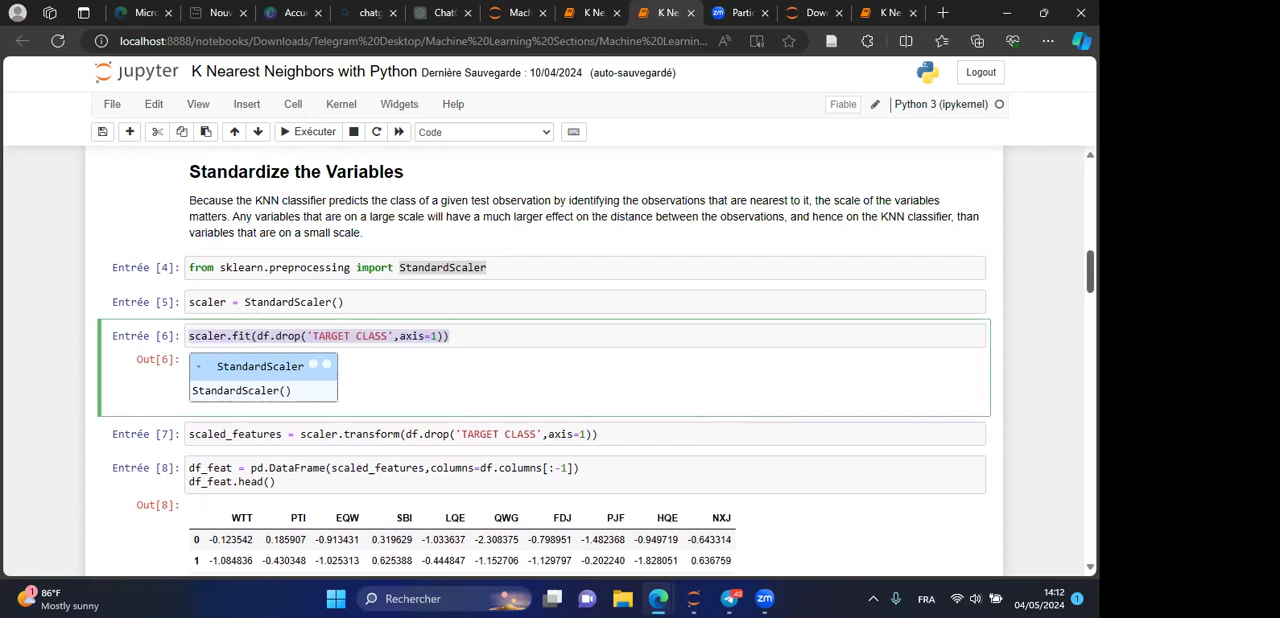 Micro
Nouv
Accu
chatg
Chat
Mach
K Ne
K Ne
Partic
Down
K Ne
localhost:8888/notebooks/Downloads/Telegram%20Desktop/Machine%20Learning%20Sections/Machine%20Learnin...
jupyter K Nearest Neighbors with Python Dernière Sauvegarde : 10/04/2024 (auto-sauvegardé)
Logout
File Edit View Insert Cell Kernel Widgets Help
Fiable Python 3 (ipykernel)
Exécuter Code
Standardize the Variables
Because the KNN classifier predicts the class of a given test observation by identifying the observations that are nearest to it, the scale of the variables
matters. Any variables that are on a large scale will have a much larger effect on the distance between the observations, and hence on the KNN classifier, than
variables that are on a small scale.
Entrée [4]: from sklearn.preprocessing import StandardScaler
Entrée [5]: scaler = StandardScaler()
Entrée [6]: scaler.fit(df.drop('TARGET CLASS',axis=1))
Out[6]: StandardScaler
StandardScaler()
Entrée [7]: scaled_features = scaler.transform(df.drop('TARGET CLASS',axis=1))
Entrée [8]: df_feat = pd.DataFrame(scaled_features,columns=df.columns[:-1])
df_feat.head()
Out[8]:
WTT PTI EQW SBI LQE QWG FDJ PJF HQE NXJ
0 -0.123542 0.185907 -0.913431 0.319629 -1.033637 -2.308375 -0.798951 -1.482368 -0.949719 -0.643314
1 -1.084836 -0.430348 -1.025313 0.625388 -0.444847 -1.152706 -1.129797 -0.202240 -1.828051 0.636759
1
86°F
Mostly sunny
Rechercher
40
zm
FRA
14:12
04/05/2024
1